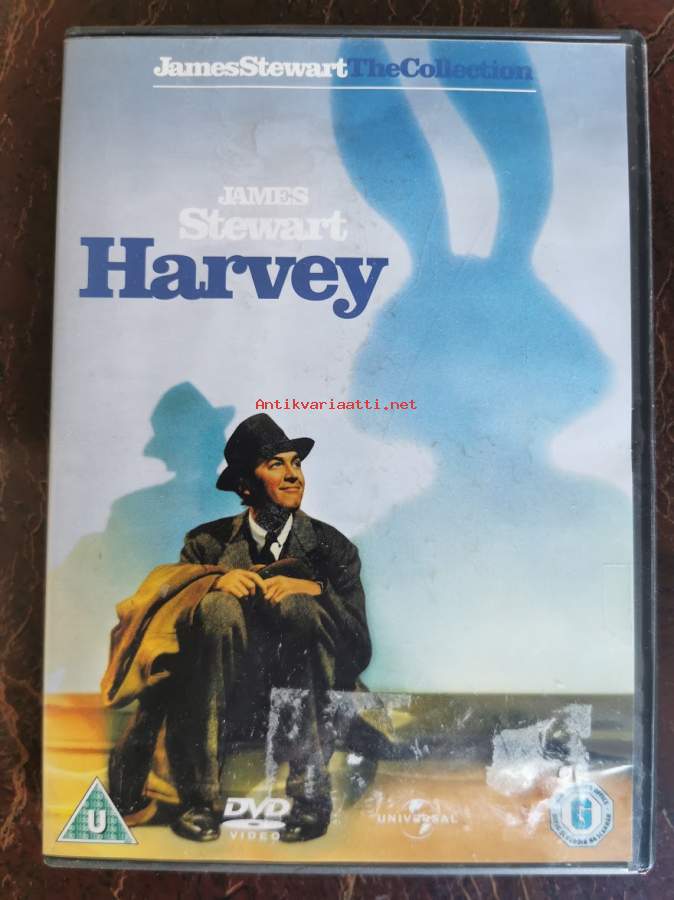 JamesStewartTheCollection
JAMES
Stewart
Harvey
Antikvariaatti.net
U
DVD
VIDEO
UNIVERSAL
G